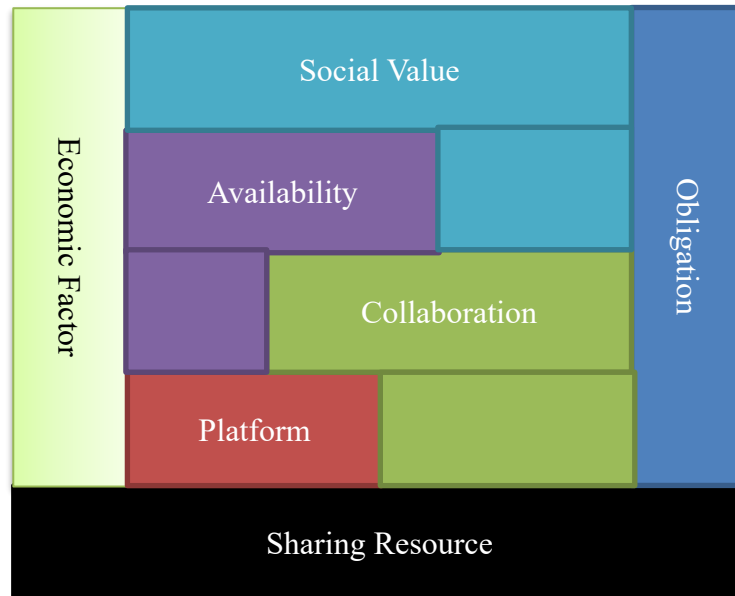 Social Value
Economic Factor
Availability
Obligation
Collaboration
Platform
Sharing Resource